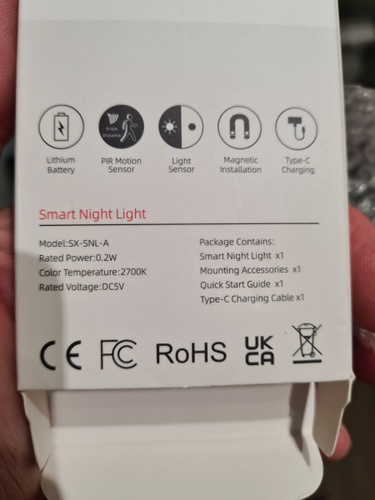 Lithium
Battery
PIR Motion
Sensor
Light
Sensor
Magnetic
Installation
Type-C
Charging
Smart Night Light
Model:SX-SNL-A
Rated Power:0.2W
Color Temperature:2700K
Rated Voltage:DC5V
Package Contains:
Smart Night Light x1
Mounting Accessories x1
Quick Start Guide x1
Type-C Charging Cable x1
CE
FC
RoHS
UK
CA